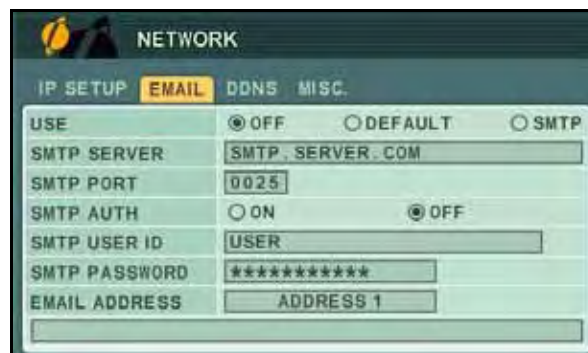 NETWORK
IP SETUP EMAIL DDNS MISC.
USE OFF DEFAULT SMTP
SMTP SERVER SMTP.SERVER.COM
SMTP PORT 0025
SMTP AUTH ON OFF
SMTP USER ID USER
SMTP PASSWORD ***********
EMAIL ADDRESS ADDRESS 1